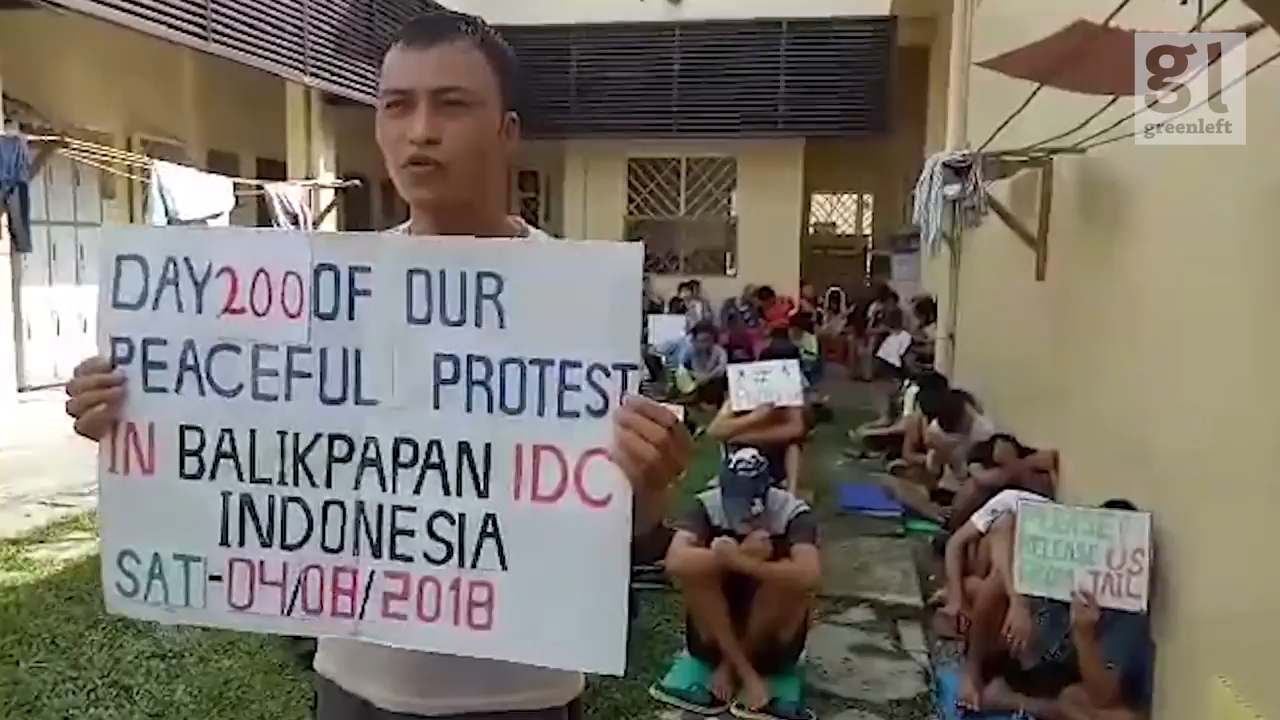 gl
greenleft
DAY 200 OF OUR
PEACEFUL PROTEST
IN BALIKPAPAN IDC
INDONESIA
SAT-04/08/2018
PLEASE!
RELEASE US
FROM JAIL